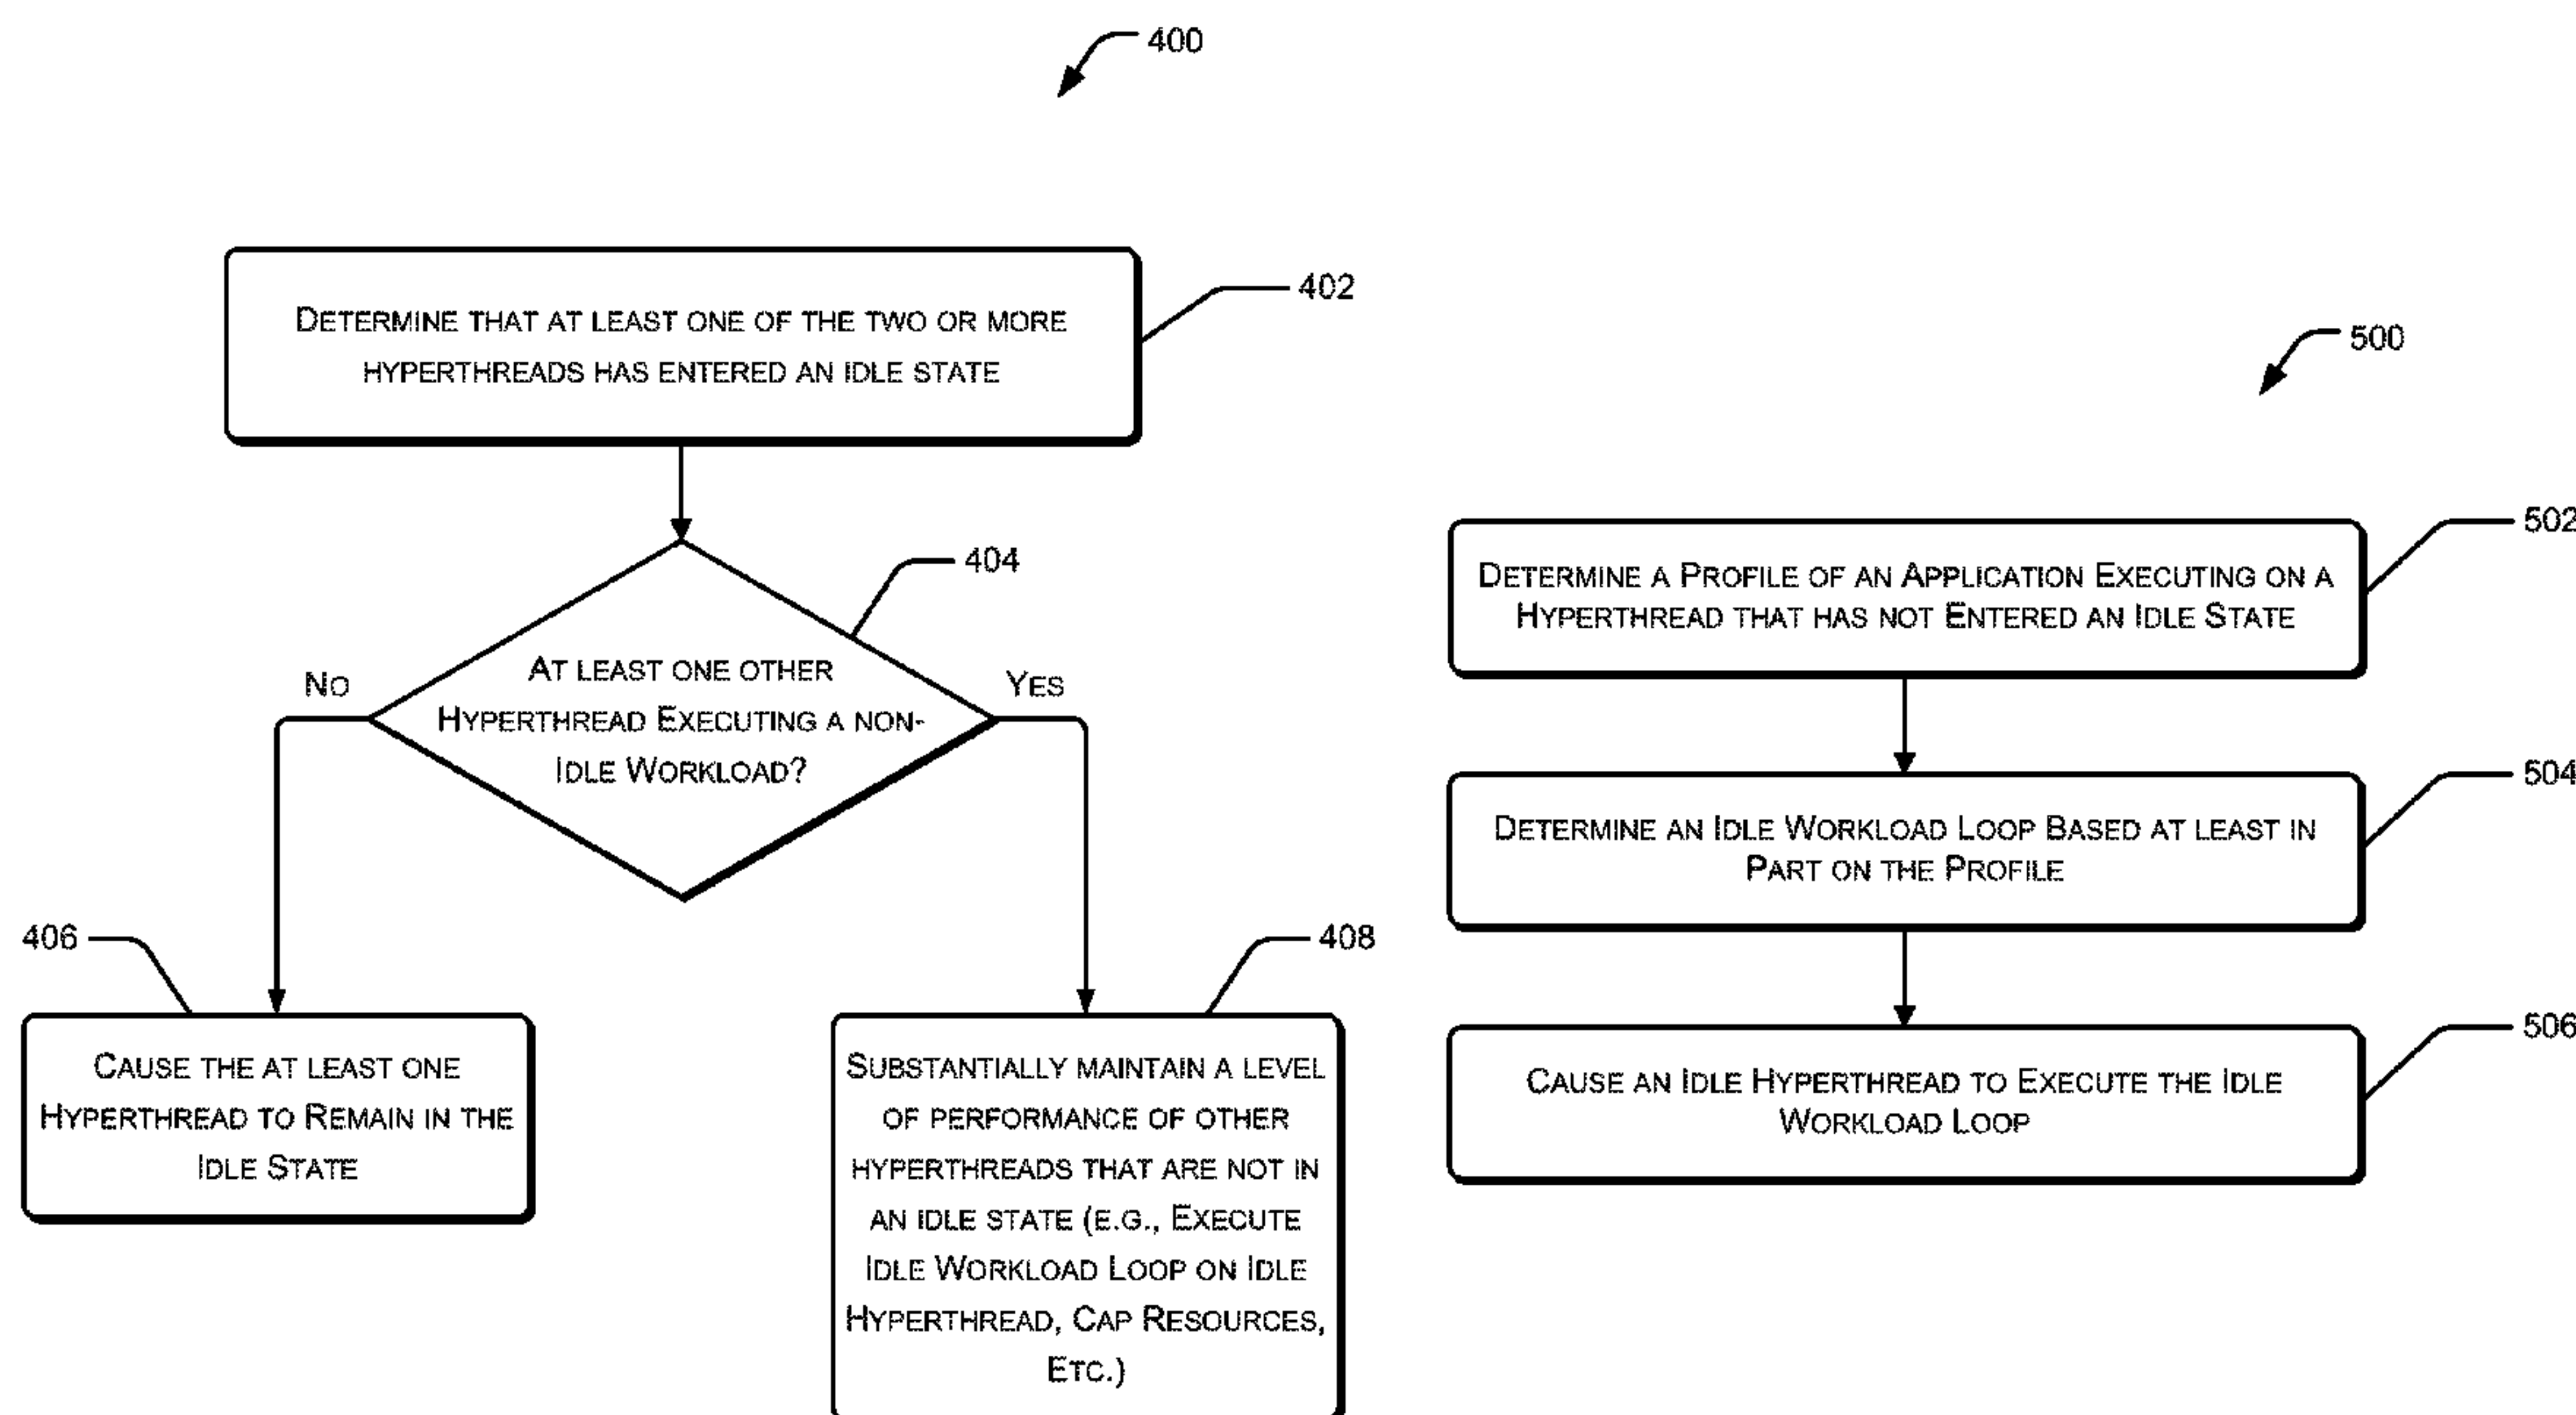 400
DETERMINE THAT AT LEAST ONE OF THE TWO OR MORE
HYPERTHREADS HAS ENTERED AN IDLE STATE
402
404
AT LEAST ONE OTHER
HYPERTHREAD EXECUTING A NON-
IDLE WORKLOAD?
NO
YES
406
CAUSE THE AT LEAST ONE
HYPERTHREAD TO REMAIN IN THE
IDLE STATE
408
SUBSTANTIALLY MAINTAIN A LEVEL
OF PERFORMANCE OF OTHER
HYPERTHREADS THAT ARE NOT IN
AN IDLE STATE (E.G., EXECUTE
IDLE WORKLOAD LOOP ON IDLE
HYPERTHREAD, CAP RESOURCES,
ETC.)
500
502
DETERMINE A PROFILE OF AN APPLICATION EXECUTING ON A
HYPERTHREAD THAT HAS NOT ENTERED AN IDLE STATE
504
DETERMINE AN IDLE WORKLOAD LOOP BASED AT LEAST IN
PART ON THE PROFILE
506
CAUSE AN IDLE HYPERTHREAD TO EXECUTE THE IDLE
WORKLOAD LOOP